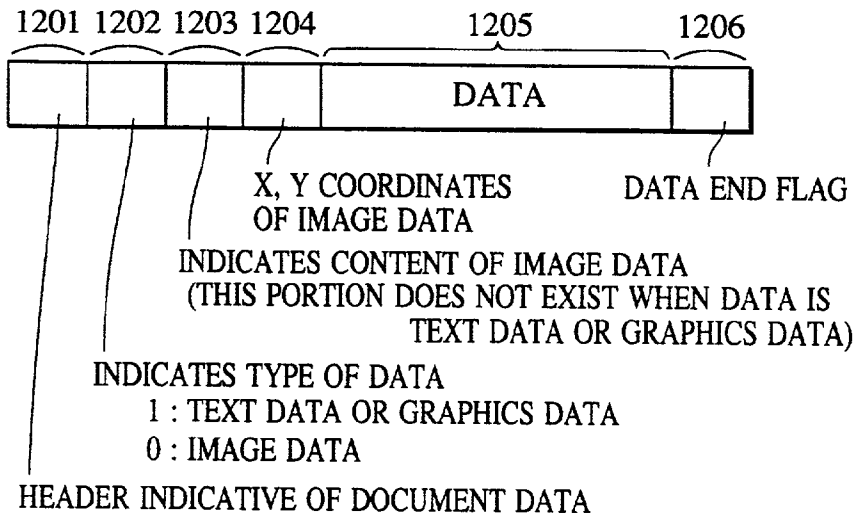 1201 1202 1203 1204 1205 1206
DATA
X, Y COORDINATES DATA END FLAG
OF IMAGE DATA
INDICATES CONTENT OF IMAGE DATA
(THIS PORTION DOES NOT EXIST WHEN DATA IS
TEXT DATA OR GRAPHICS DATA)
INDICATES TYPE OF DATA
1 : TEXT DATA OR GRAPHICS DATA
0 : IMAGE DATA
HEADER INDICATIVE OF DOCUMENT DATA